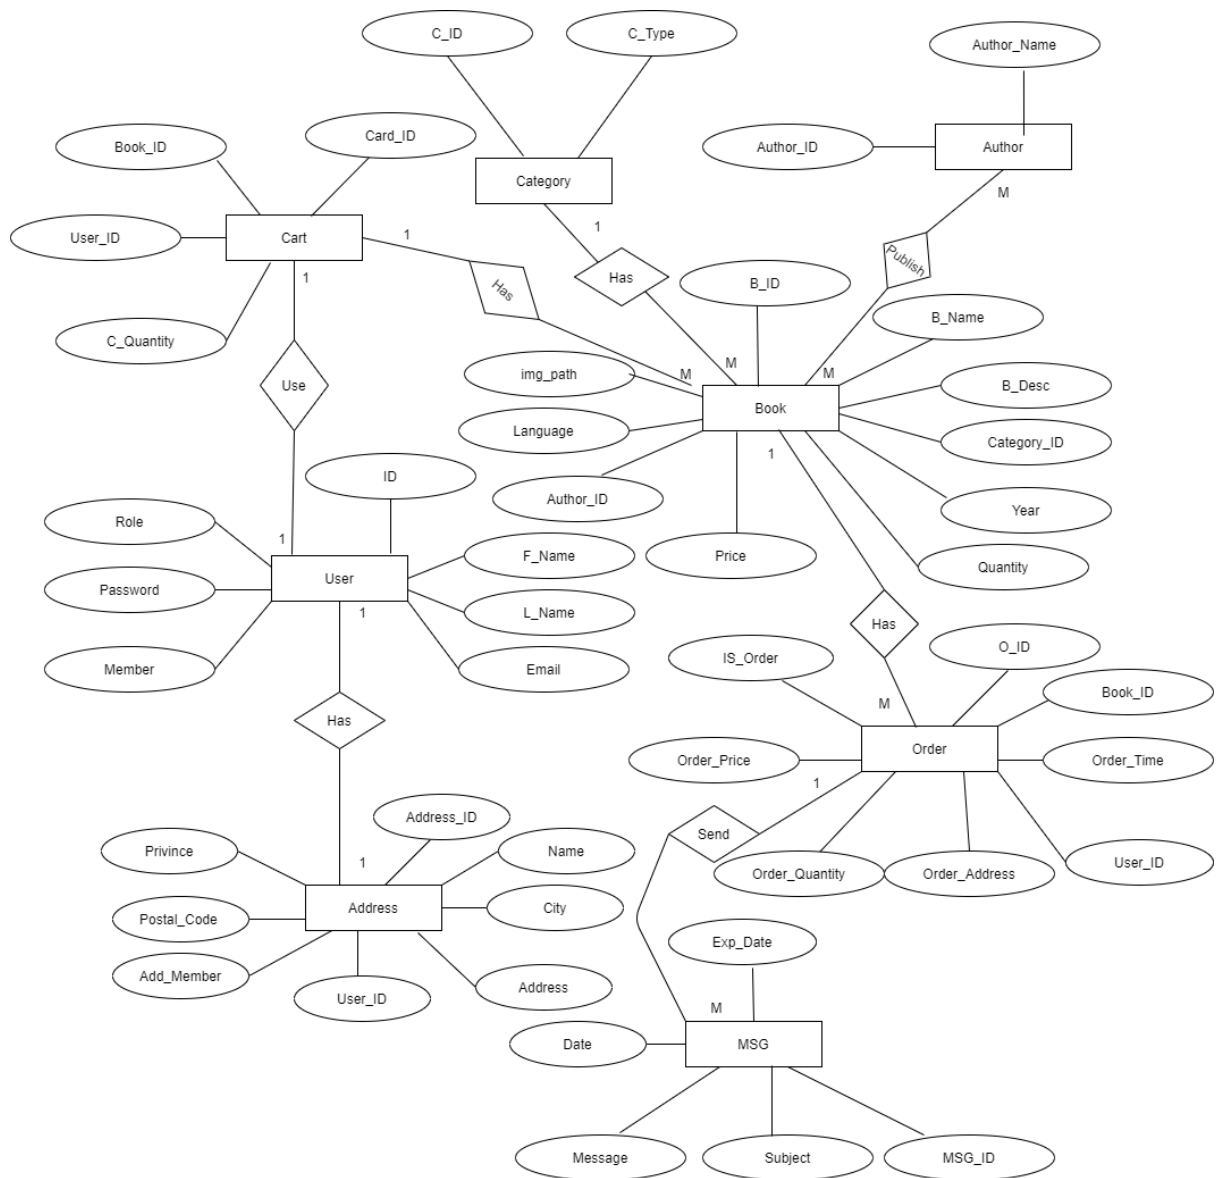 C_ID
C_Type
Author_Name
Book_ID
Card_ID
Author_ID
Author
Category
M
User_ID
Cart
1
1
1
Publish
Has
Has
B_ID
B_Name
C_Quantity
img_path
M
M
M
Use
B_Desc
Book
Language
Category_ID
1
ID
Author_ID
Year
Role
1
F_Name
Price
Quantity
User
Password
1
L_Name
Has
IS_Order
O_ID
Member
Email
Book_ID
M
Has
Order
Order_Price
Order_Time
1
Address_ID
Send
Privince
1
Name
User_ID
Order_Quantity
Order_Address
Address
City
Postal_Code
Exp_Date
Add_Member
User_ID
Address
M
Date
MSG
Message
Subject
MSG_ID